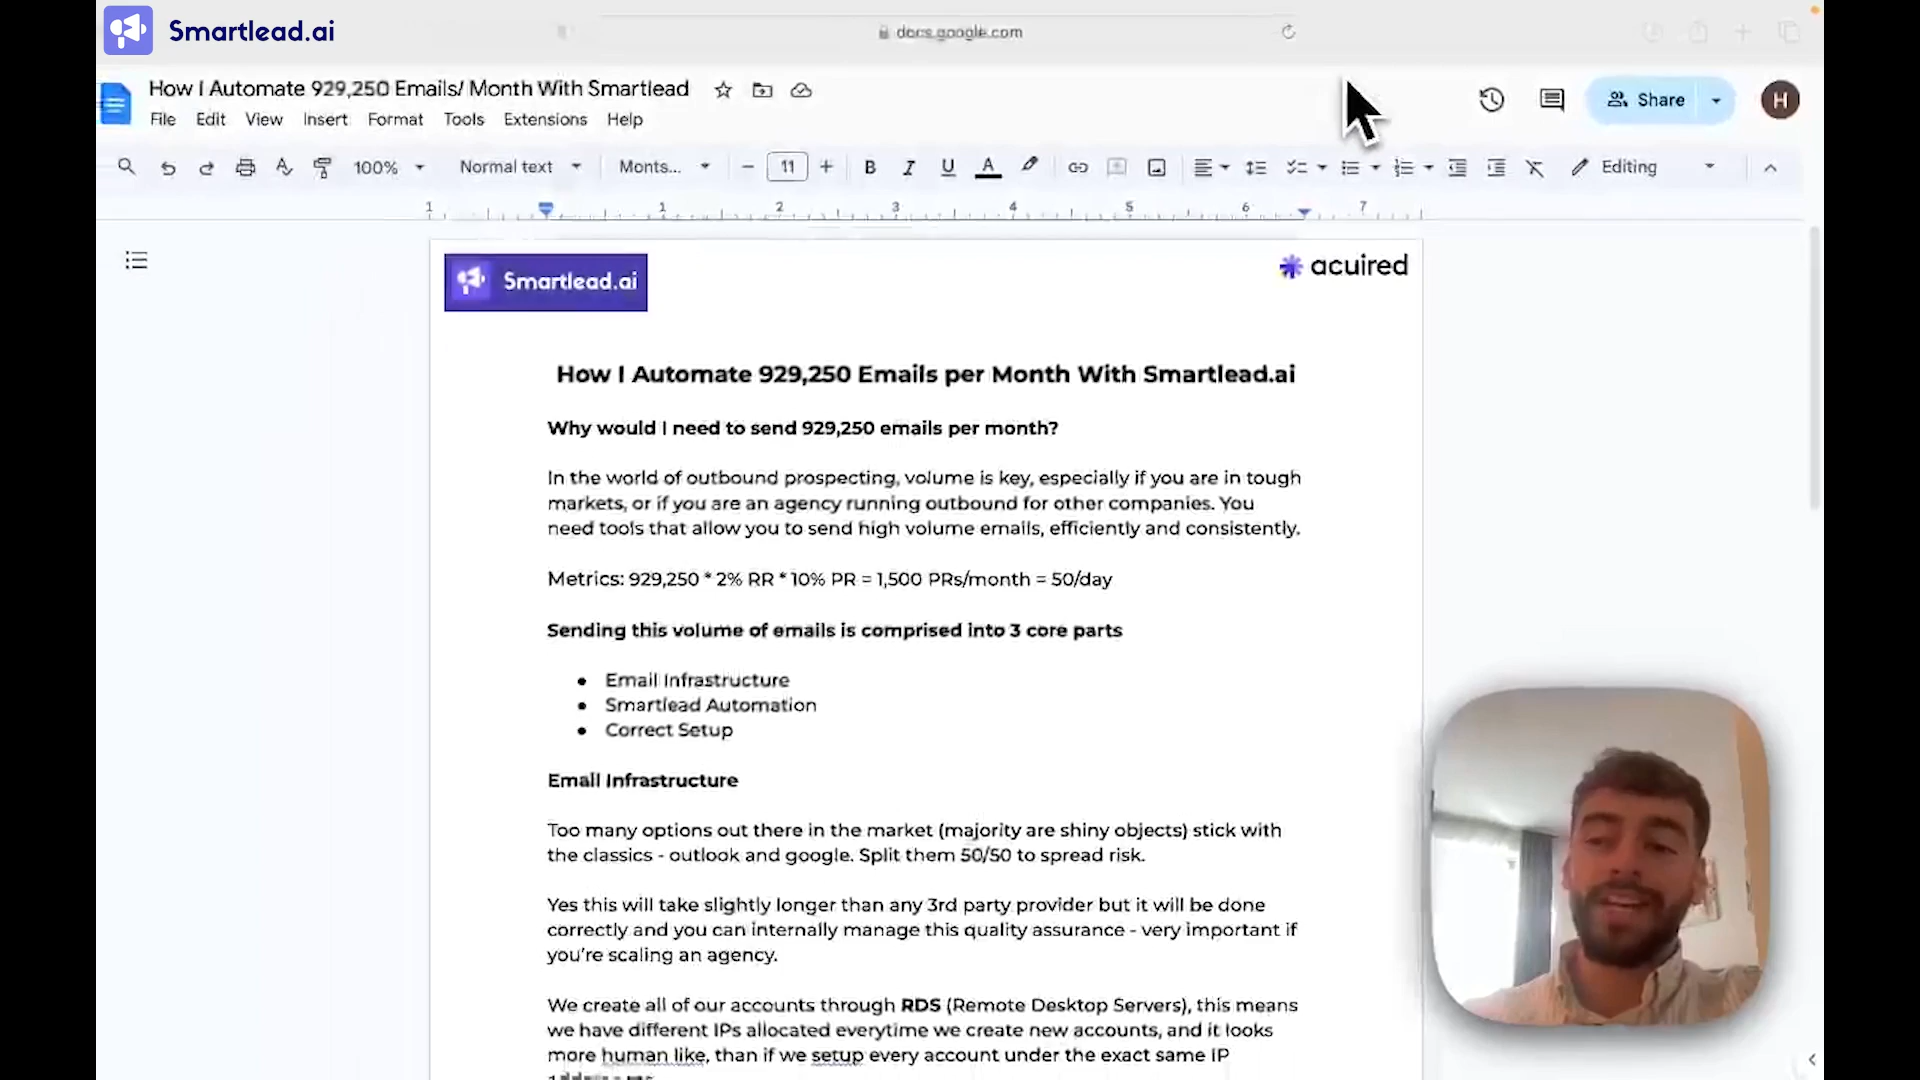 Smartlead.ai
docs.google.com
How I Automate 929,250 Emails/ Month With Smartlead
File Edit View Insert Format Tools Extensions Help
Share
H
100% Normal text Monts... 11 B I U A Editing
1 1 2 3 4 5 6 7
Smartlead.ai
acuired
How I Automate 929,250 Emails per Month With Smartlead.ai
Why would I need to send 929,250 emails per month?
In the world of outbound prospecting, volume is key, especially if you are in tough
markets, or if you are an agency running outbound for other companies. You
need tools that allow you to send high volume emails, efficiently and consistently.
Metrics: 929,250 * 2% RR * 10% PR = 1,500 PRs/month = 50/day
Sending this volume of emails is comprised into 3 core parts
● Email Infrastructure
● Smartlead Automation
● Correct Setup
Email Infrastructure
Too many options out there in the market (majority are shiny objects) stick with
the classics - outlook and google. Split them 50/50 to spread risk.
Yes this will take slightly longer than any 3rd party provider but it will be done
correctly and you can internally manage this quality assurance - very important if
you're scaling an agency.
We create all of our accounts through RDS (Remote Desktop Servers), this means
we have different IPs allocated everytime we create new accounts, and it looks
more human like, than if we setup every account under the exact same IP